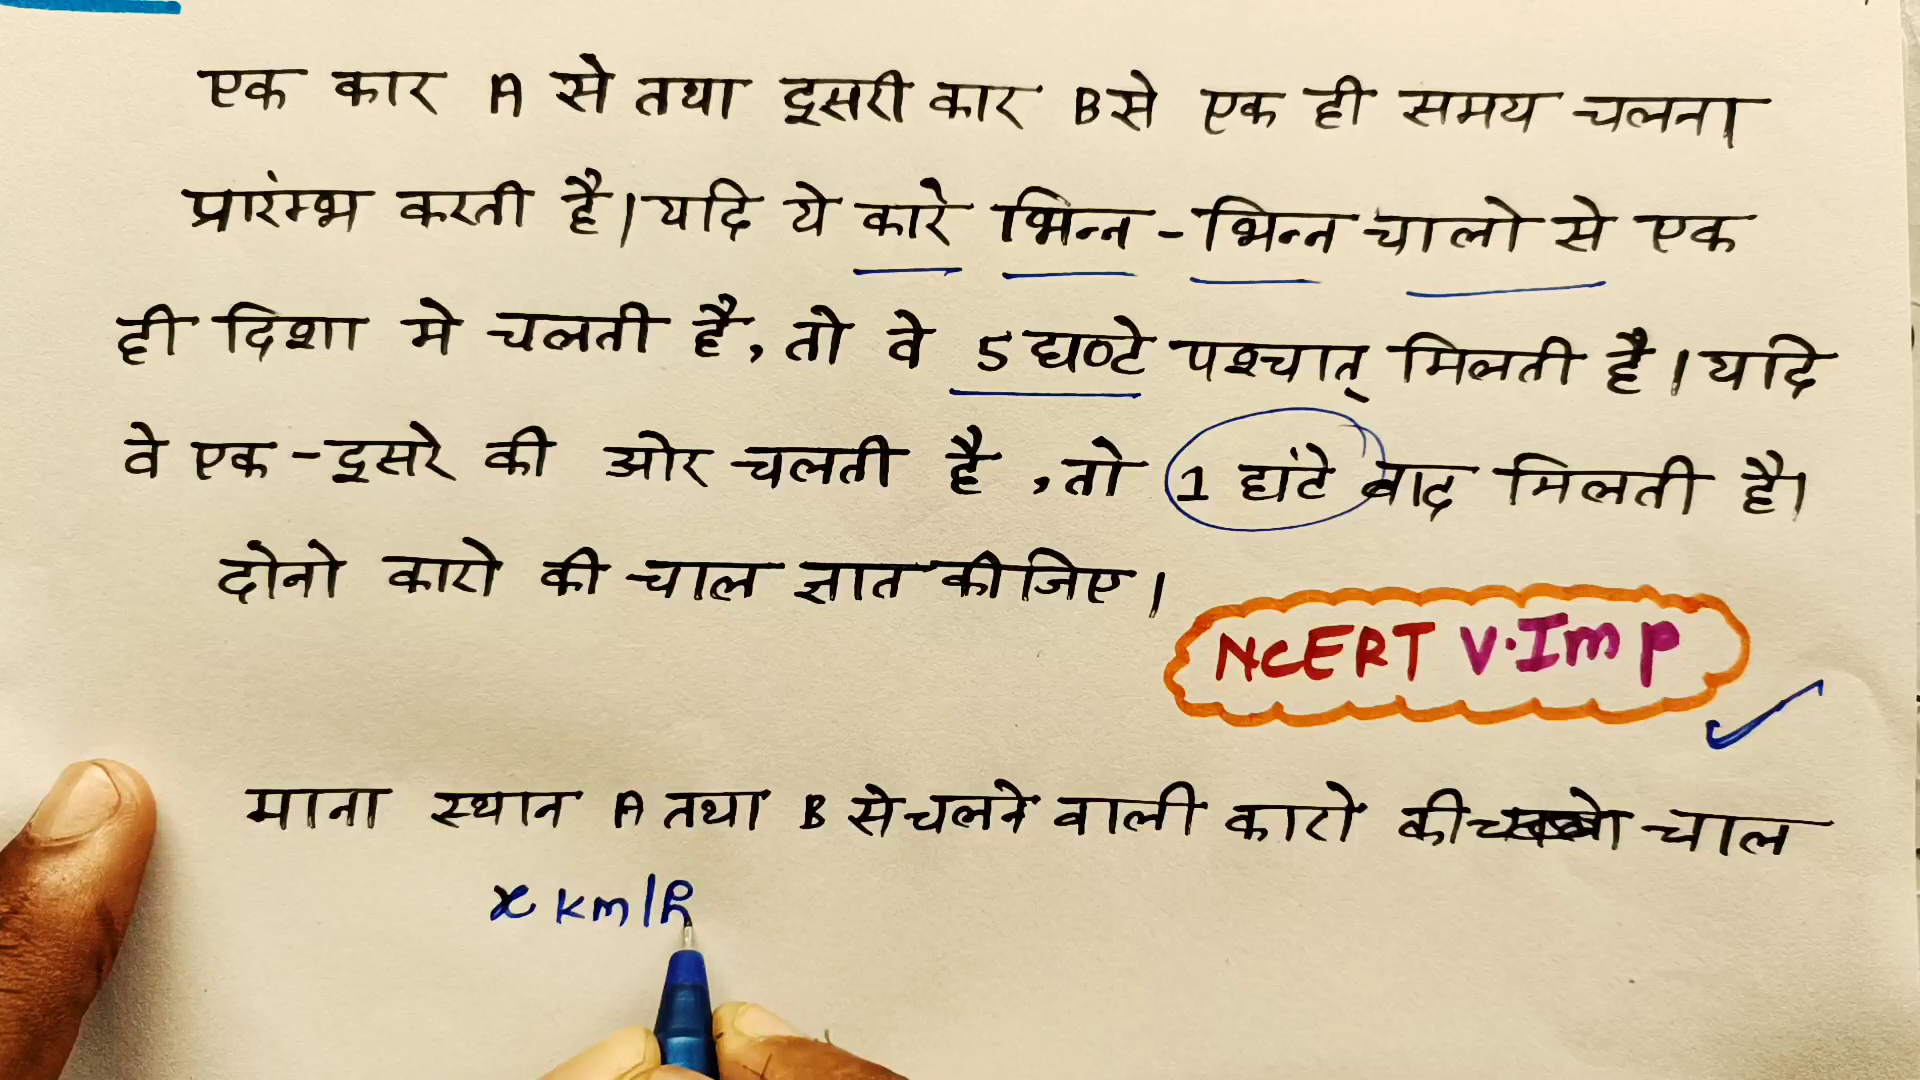 एक कार A से तथा दूसरी कार B से एक ही समय चलना
प्रारंम्भ करती है। यदि ये कारे भिन्न-भिन्न चालो से एक
ही दिशा मे चलती है, तो वे 5 घण्टे पश्चात् मिलती है। यदि
वे एक-दूसरे की ओर चलती है, तो 1 घंटे बाद मिलती है।
दोनो कारो की चाल ज्ञात कीजिए।
NCERT V.Imp
माना स्थान A तथा B से चलने वाली कारो की चाल
x km/h